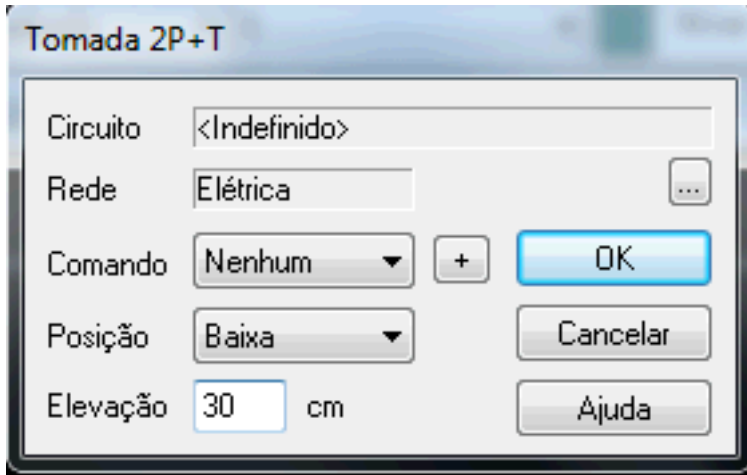 Tomada 2P+T
Circuito <Indefinido>
Rede Elétrica ...
Comando Nenhum + OK
Posição Baixa Cancelar
Elevação 30 cm Ajuda